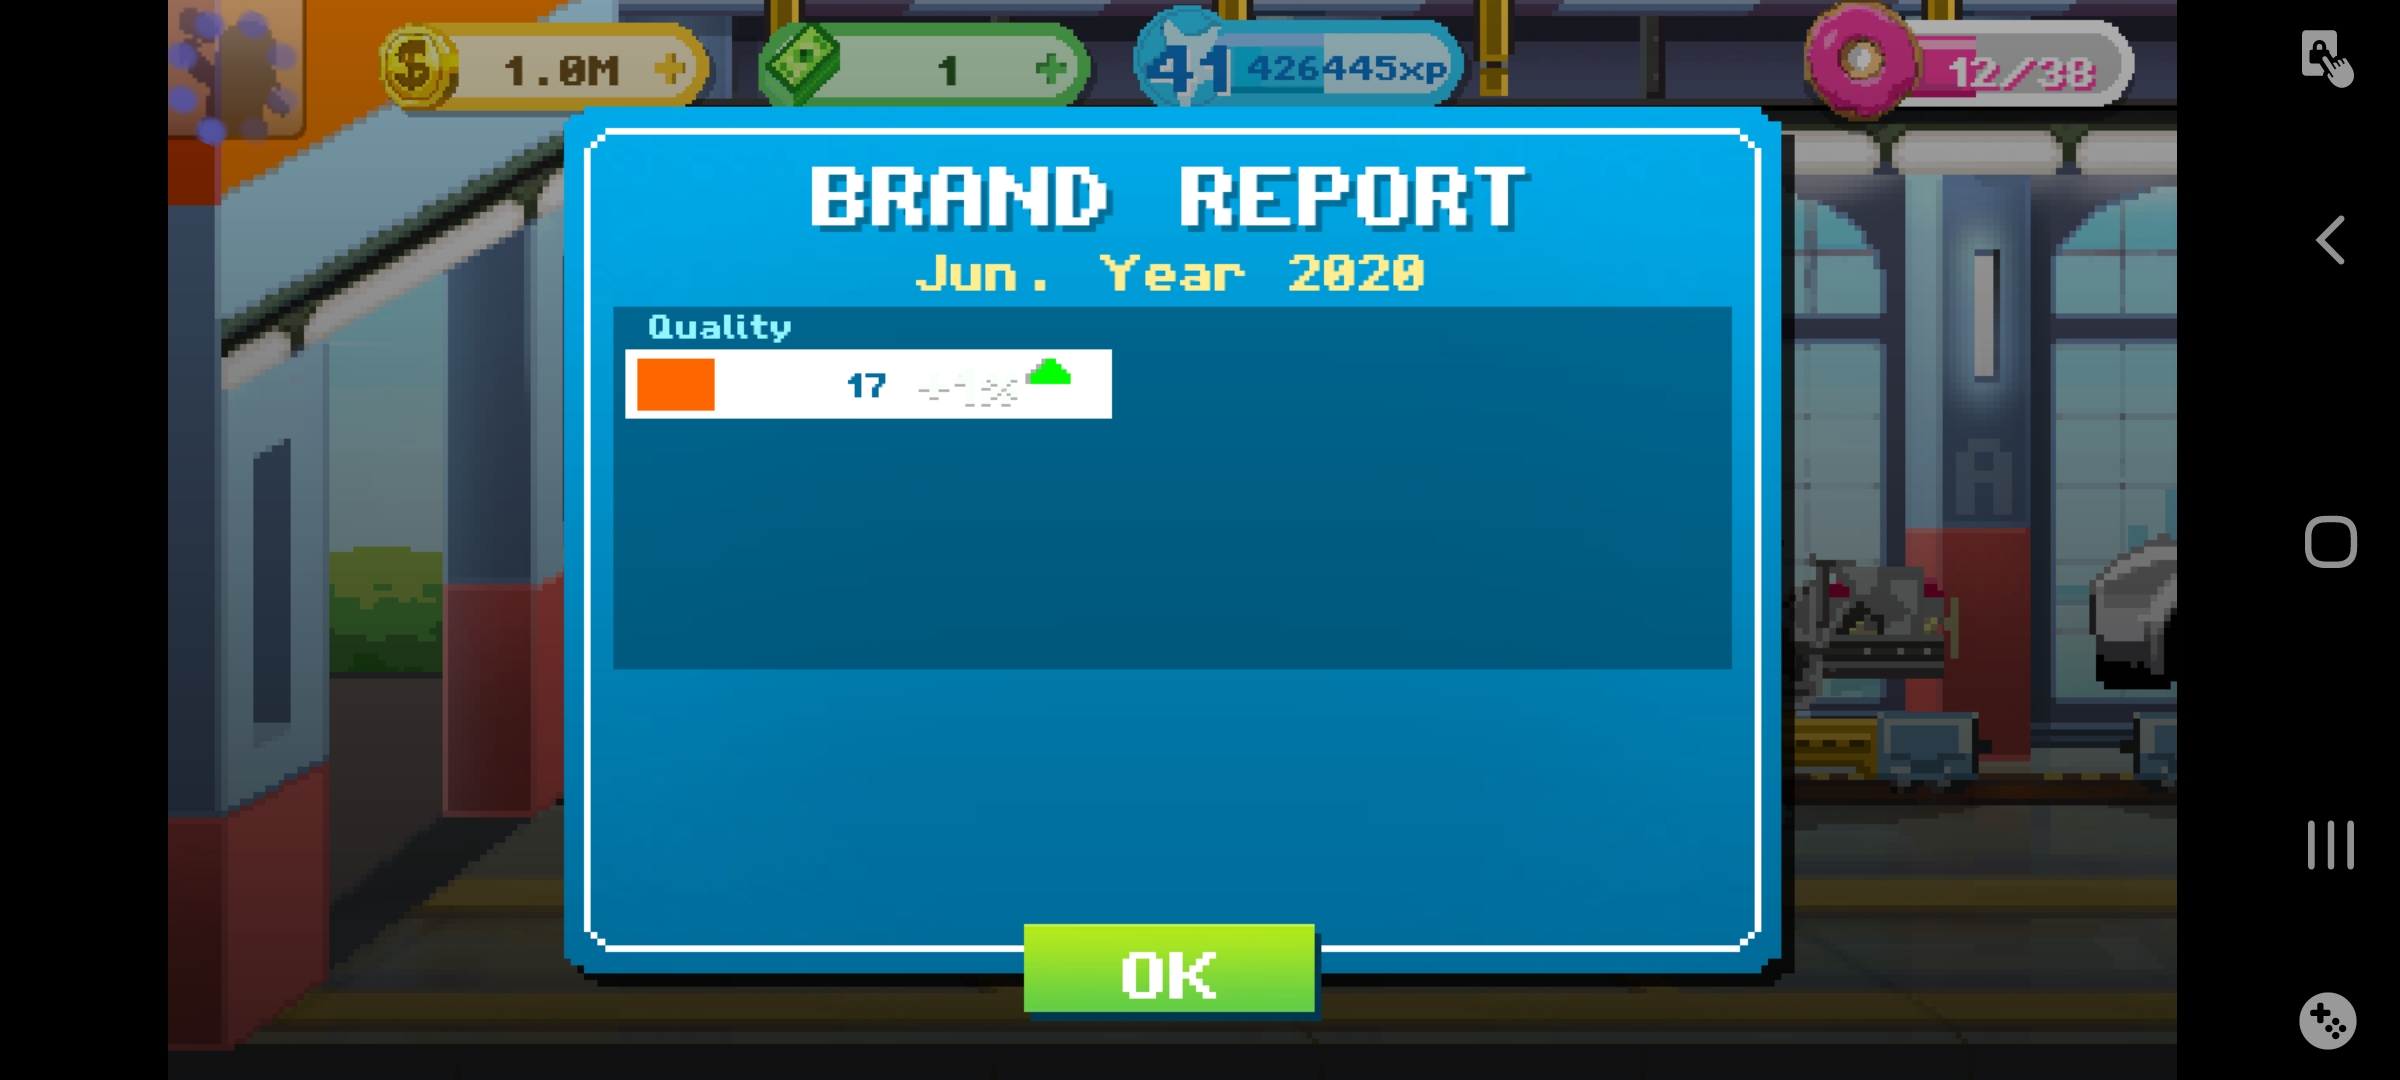 1.0M + 1 + 41 426445xp 12/38
BRAND REPORT
Jun. Year 2020
Quality
17
A
OK